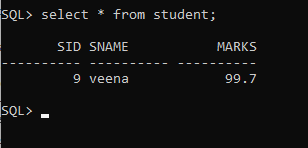 SQL> select * from student;
SID SNAME MARKS
---------- ---------- ----------
9 veena 99.7
SQL>